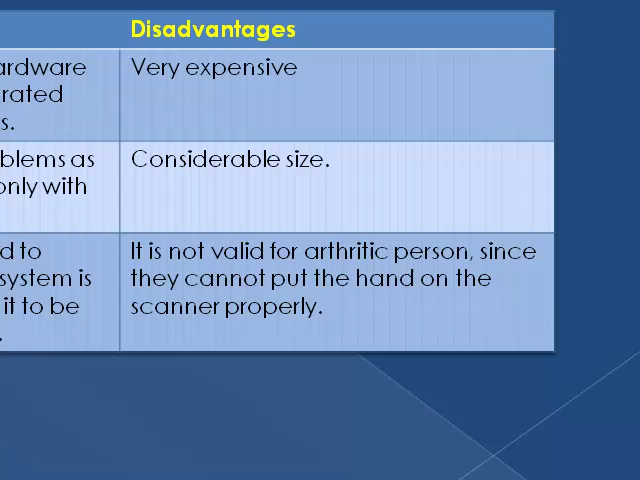 Disadvantages
ardware
rated
s.
Very expensive
blems as
only with
Considerable size.
d to
system is
it to be
.
It is not valid for arthritic person, since
they cannot put the hand on the
scanner properly.